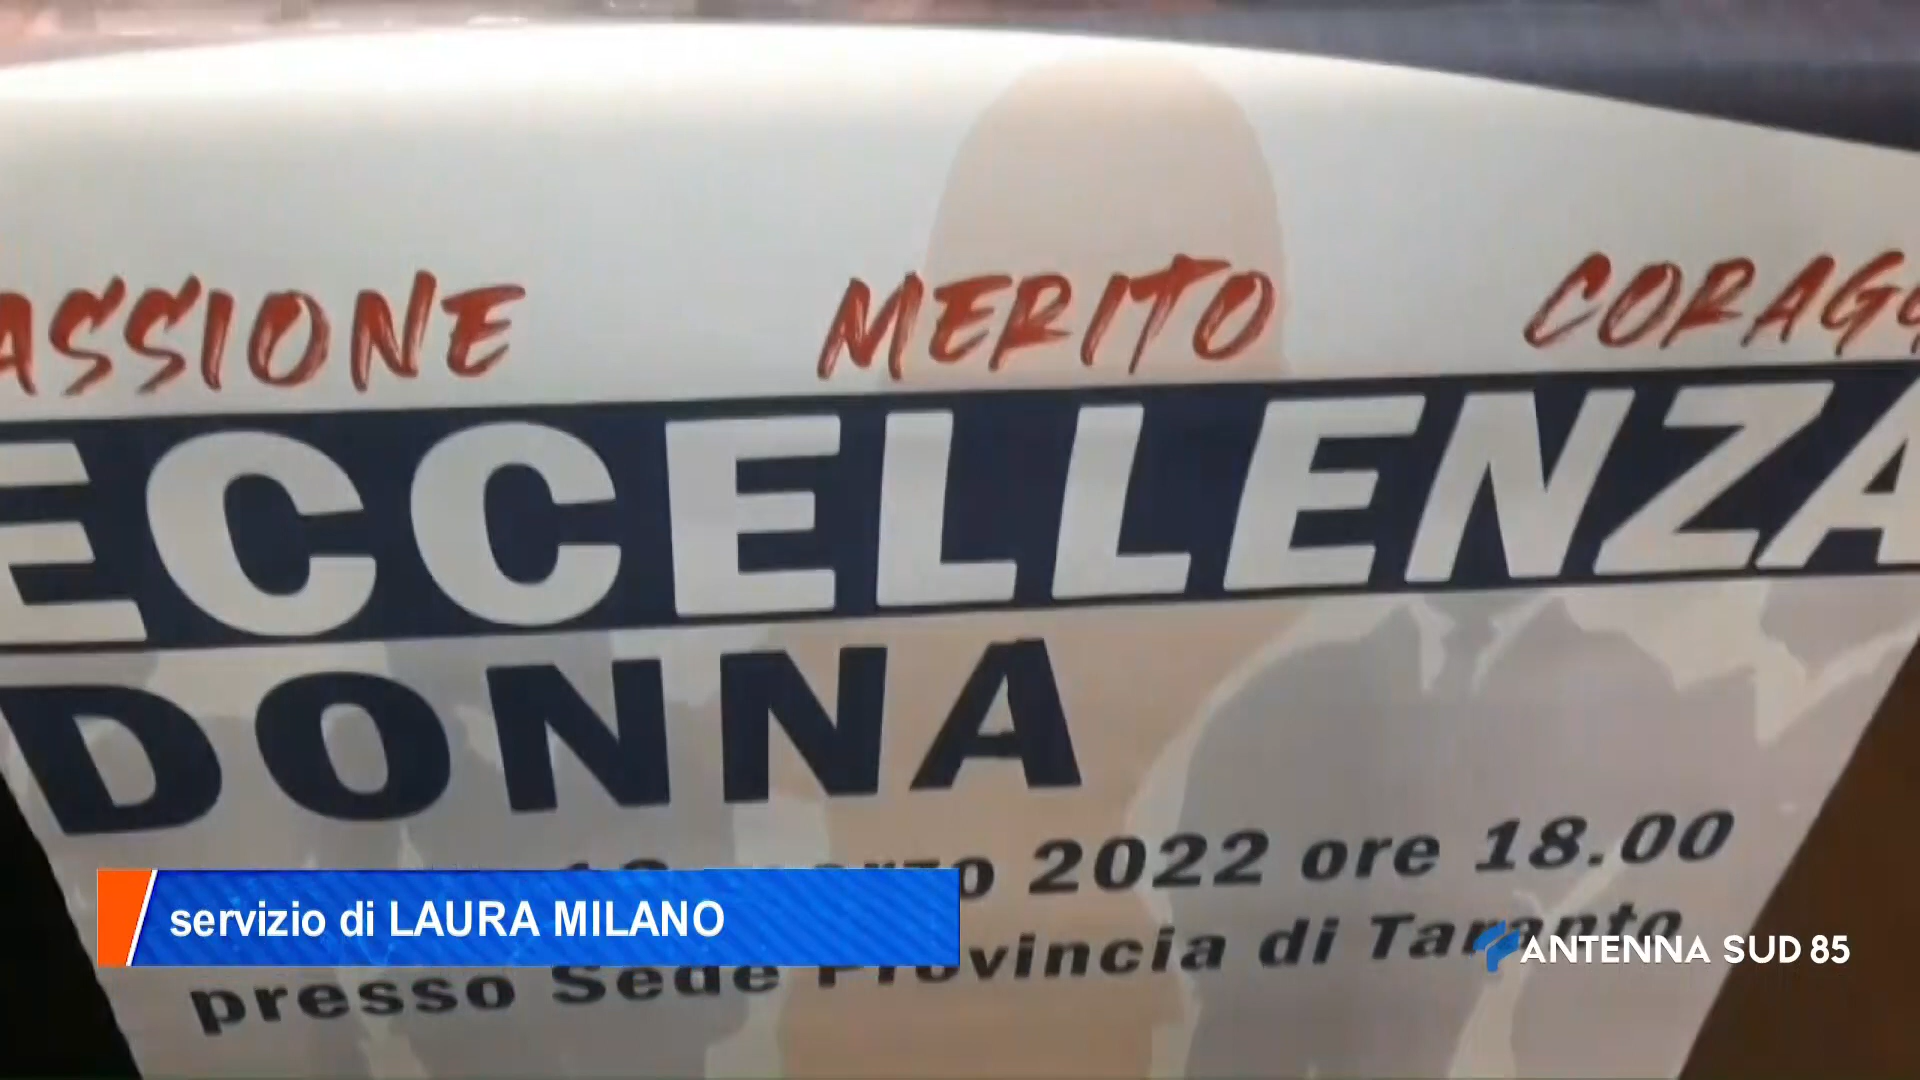 ASSIONE MERITO CORAGG
ECCELLENZA
DONNA
2022 ore 18.00
presso Sede Provincia di Taranto
servizio di LAURA MILANO
ANTENNA SUD 85